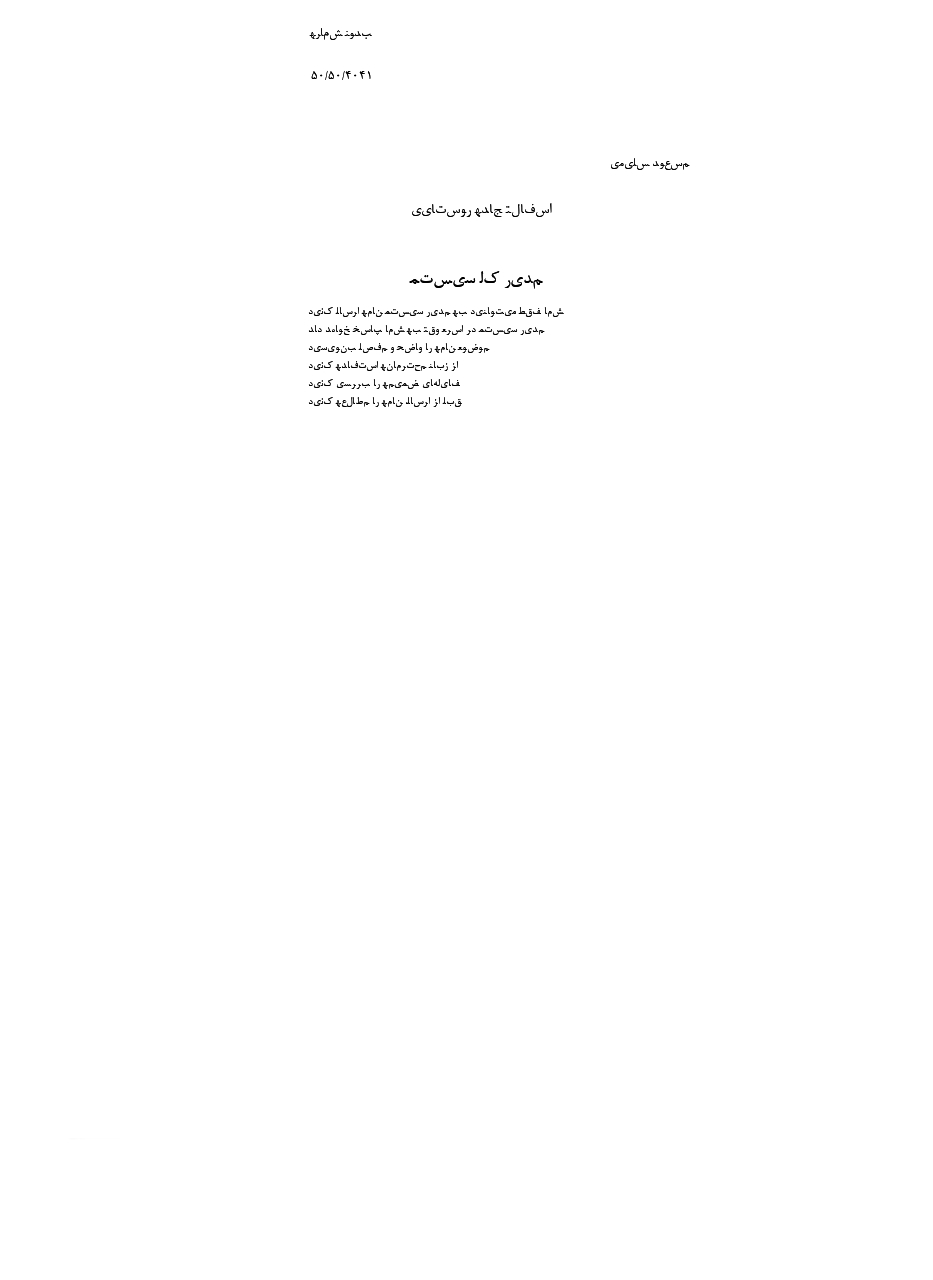 بدون شماره
۵۰/۵۰/۴۰۴۱
مسعود سلیمی
اسفالت جاده روستایی
مدیر کل سیستم
شما فقط میتوانید به مدیر سیستم نامه ارسال کنید
مدیر سیستم در اسرع وقت به شما پاسخ خواهد داد
موضوع نامه را واضح و مفصل بنویسید
از زبان محترمانه استفاده کنید
فایلهای ضمیمه را بررسی کنید
قبل از ارسال نامه را مطالعه کنید